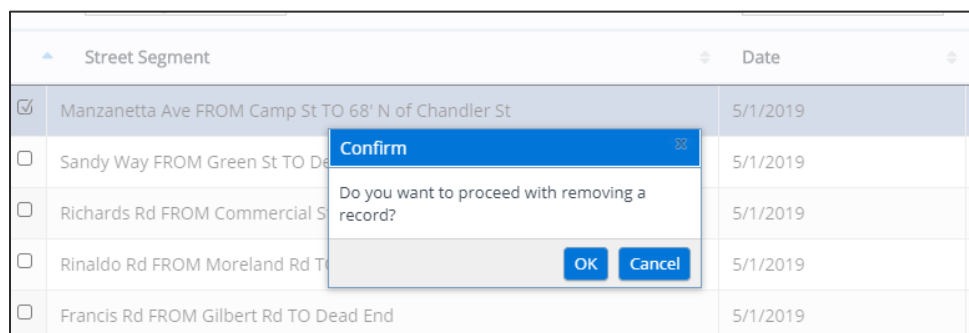 Street Segment Date
Manzanetta Ave FROM Camp St TO 68' N of Chandler St 5/1/2019
Confirm
Sandy Way FROM Green St TO De 5/1/2019
Do you want to proceed with removing a
record?
Richards Rd FROM Commercial S 5/1/2019
Rinaldo Rd FROM Moreland Rd T 5/1/2019
OK Cancel
Francis Rd FROM Gilbert Rd TO Dead End 5/1/2019